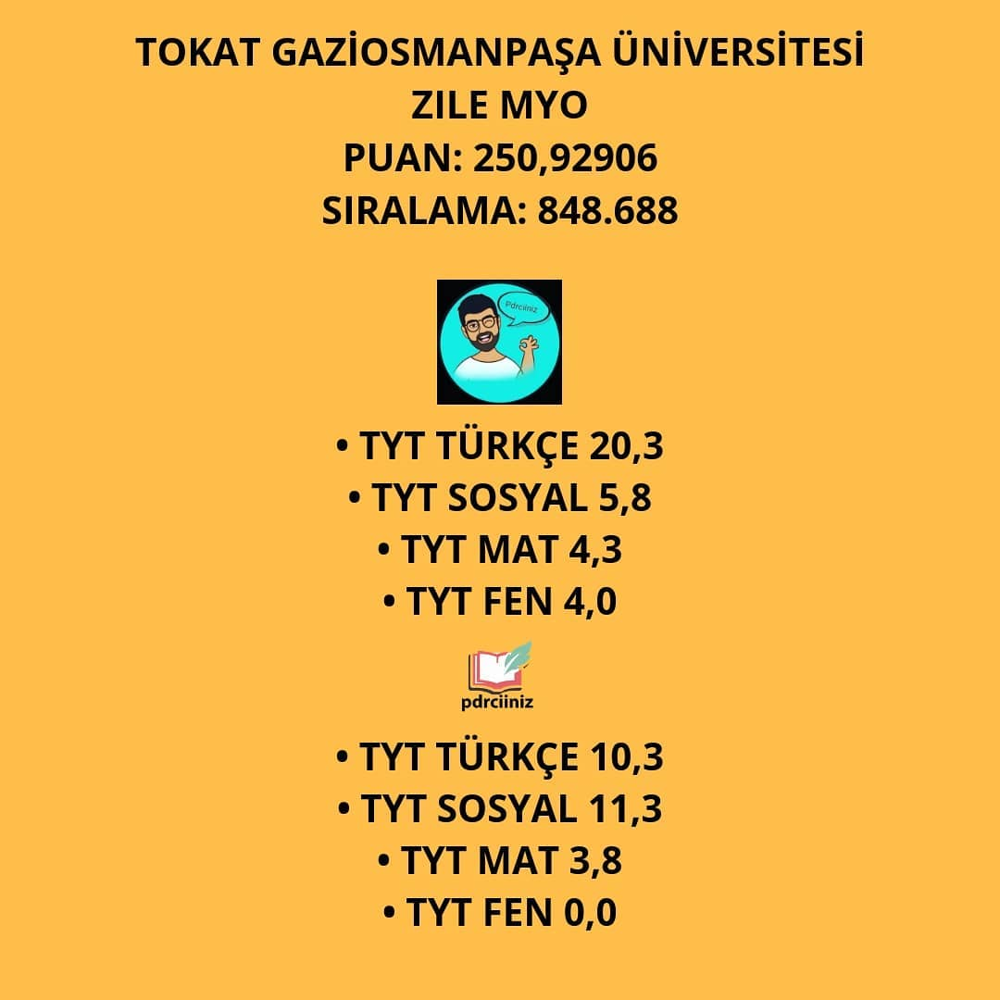 TOKAT GAZİOSMANPAŞA ÜNİVERSİTESİ
ZILE MYO
PUAN: 250,92906
SIRALAMA: 848.688
Pdrciiniz
• TYT TÜRKÇE 20,3
• TYT SOSYAL 5,8
• TYT MAT 4,3
• TYT FEN 4,0
pdrciiniz
• TYT TÜRKÇE 10,3
• TYT SOSYAL 11,3
• TYT MAT 3,8
• TYT FEN 0,0